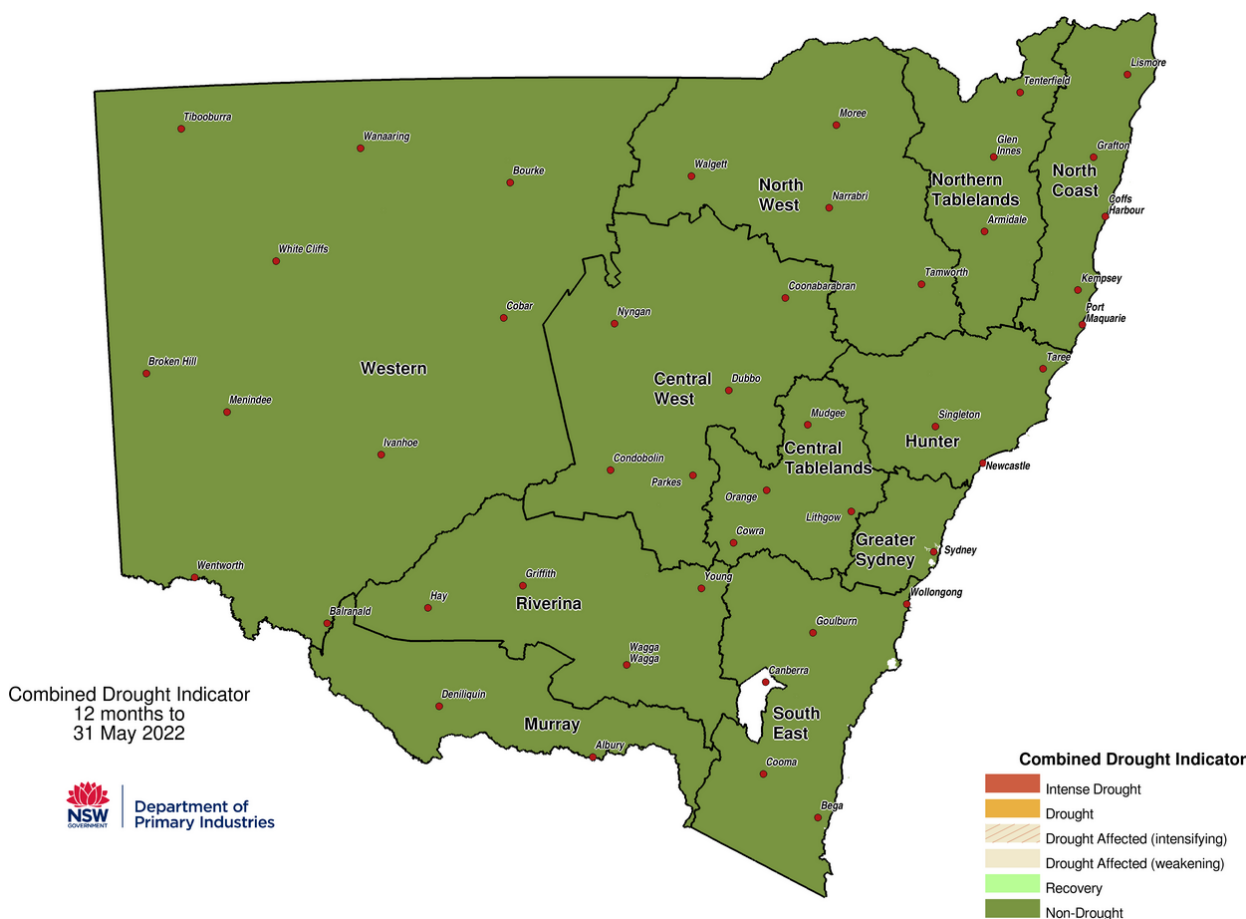 Lismore
Tenterfield
Tibooburra
Moree
Wanaaring
Glen
Innes
Grafton
Bourke
Walgett
North
West
Northern
Tablelands
North
Coast
Narrabri
Coffs
Harbour
Armidale
White Cliffs
Tamworth
Coonabarabran
Kempsey
Cobar
Nyngan
Port
Maquarie
Broken Hill
Western
Taree
Menindee
Central
West
Dubbo
Mudgee
Singleton
Hunter
Ivanhoe
Central
Tablelands
Condobolin
Parkes
Newcastle
Orange
Lithgow
Cowra
Greater
Sydney
Sydney
Wentworth
Griffith
Young
Hay
Riverina
Wollongong
Balranald
Goulburn
Wagga
Wagga
Canberra
Deniliquin
Murray
South
East
Albury
Cooma
Bega
Combined Drought Indicator
12 months to
31 May 2022
NSW
GOVERNMENT
Department of
Primary Industries
Combined Drought Indicator
Intense Drought
Drought
Drought Affected (intensifying)
Drought Affected (weakening)
Recovery
Non-Drought